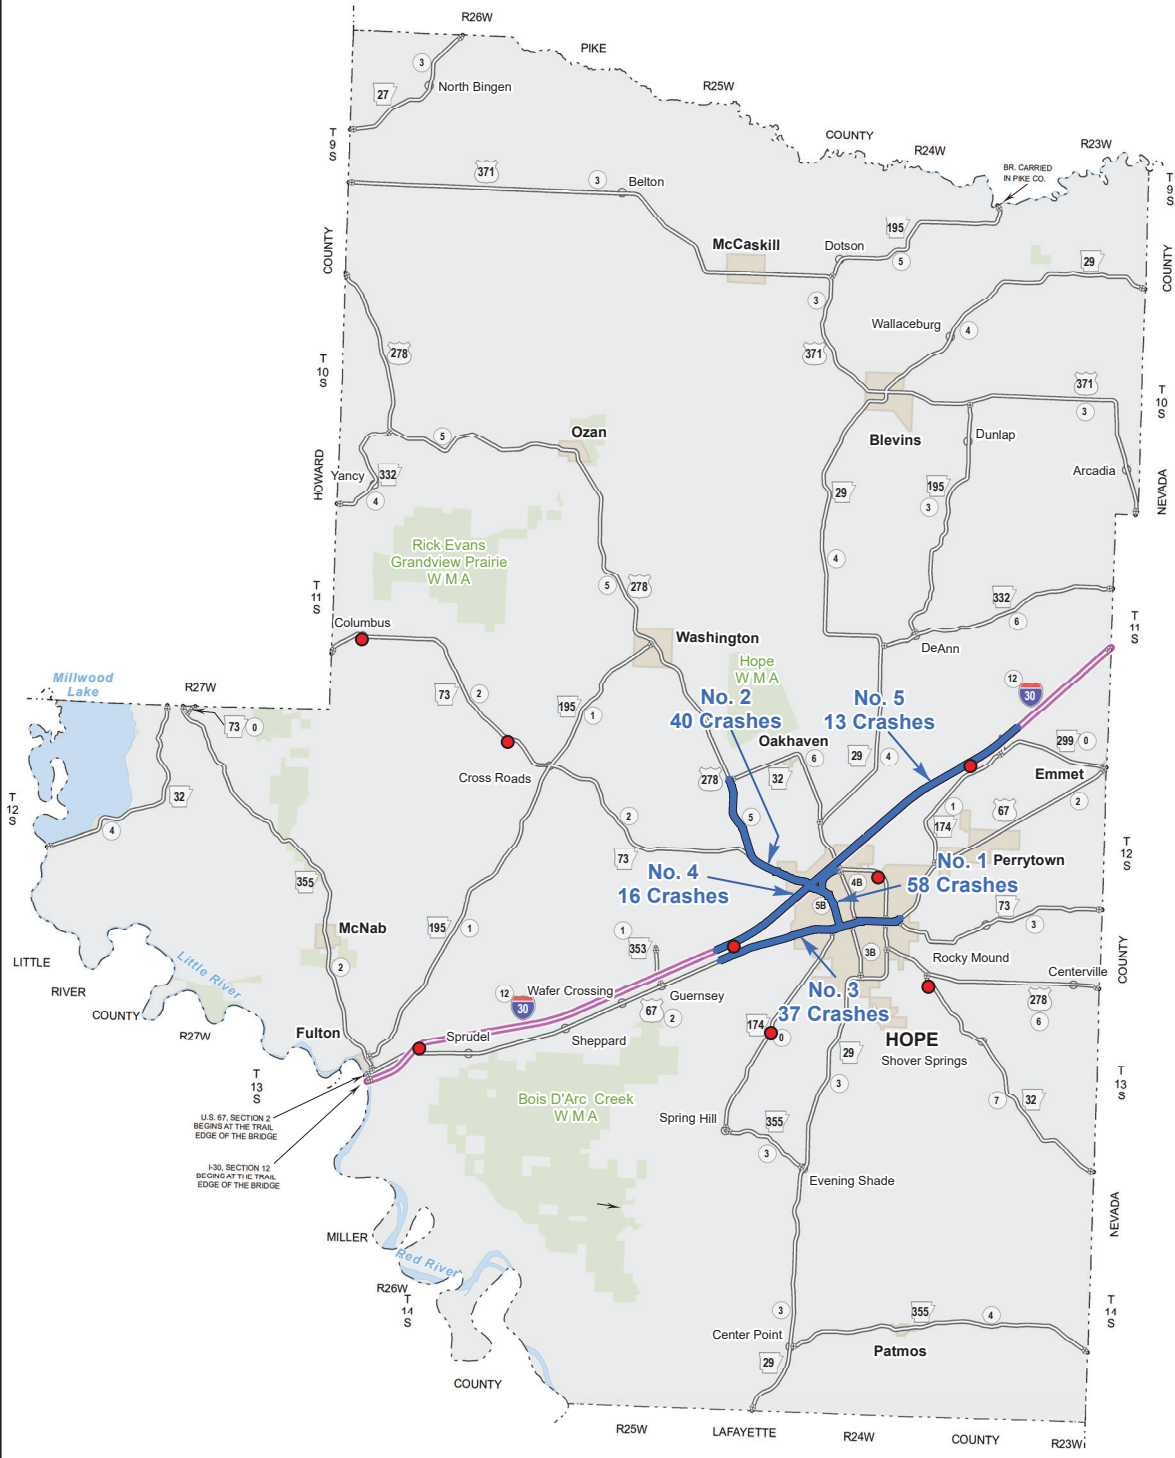 R26W
PIKE
3
North Bingen
27
R25W
T
9
S
COUNTY
R24W
R23W
BR. CARRIED
IN PIKE CO.
T
9
S
371
3
Belton
195
McCaskill
Dotson
5
COUNTY
29
COUNTY
3
Wallaceburg
4
278
371
T
10
S
371
3
T
10
S
5
Ozan
Blevins
Dunlap
HOWARD
Yancy
332
4
Arcadia
29
195
3
NEVADA
Rick Evans
Grandview Prairie
W M A
4
5
278
T
11
S
332
6
Columbus
Washington
T
11
S
DeAnn
Hope
W M A
Millwood
Lake
R27W
73
2
195
1
No. 2
40 Crashes
No. 5
13 Crashes
12
30
73
0
Oakhaven
6
29
4
299
0
Cross Roads
278
32
Emmet
T
12
S
32
4
2
5
1
174
67
2
73
No. 4
16 Crashes
4B
5B
No. 1
58 Crashes
Perrytown
T
12
S
355
73
3
McNab
195
1
1
353
3B
Rocky Mound
LITTLE
2
Little River
Centerville
COUNTY
RIVER
12
30
Wafer Crossing
Guernsey
No. 3
37 Crashes
278
6
COUNTY
67
2
R27W
Fulton
Sprudel
Sheppard
174
0
HOPE
Shover Springs
29
T
13
S
3
T
13
S
U.S. 67, SECTION 2
BEGINS AT THE TRAIL
EDGE OF THE BRIDGE
Bois D'Arc Creek
W M A
7
32
Spring Hill
355
3
I-30, SECTION 12
BEGINS AT THE TRAIL
EDGE OF THE BRIDGE
Evening Shade
NEVADA
MILLER
Red River
R26W
T
14
S
3
355
4
T
14
S
Center Point
29
Patmos
COUNTY
R25W
LAFAYETTE
R24W
COUNTY
R23W